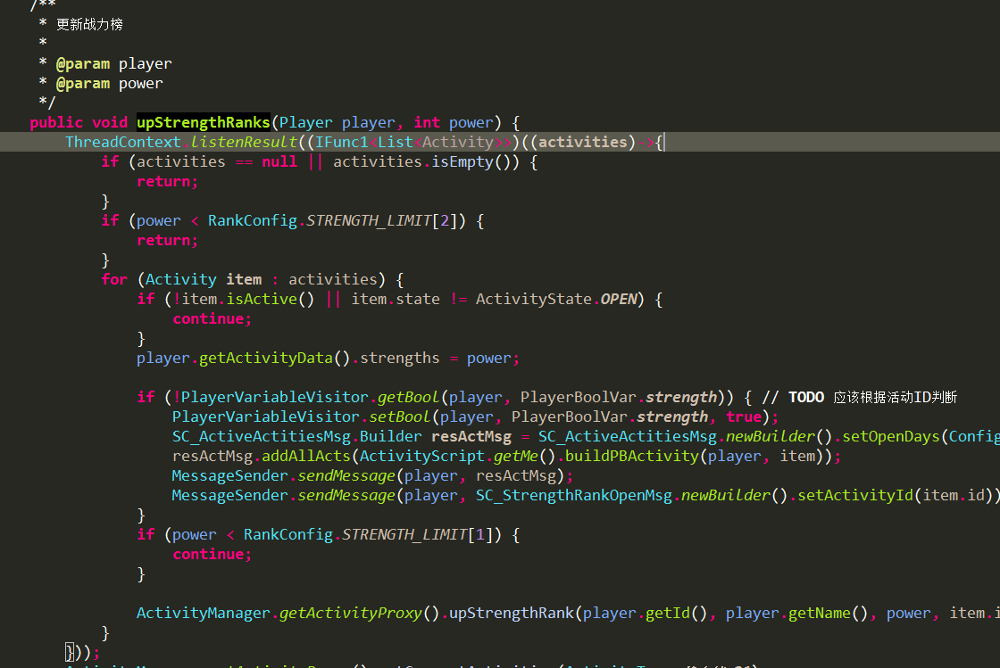 /**
* 更新战力榜
*
* @param player
* @param power
*/
public void upStrengthRanks(Player player, int power) {
ThreadContext.listenResult((IFunc1<List<Activity>>)((activities)->{
if (activities == null || activities.isEmpty()) {
return;
}
if (power < RankConfig.STRENGTH_LIMIT[2]) {
return;
}
for (Activity item : activities) {
if (!item.isActive() || item.state != ActivityState.OPEN) {
continue;
}
player.getActivityData().strengths = power;
if (!PlayerVariableVisitor.getBool(player, PlayerBoolVar.strength)) { // TODO 应该根据活动ID判断
PlayerVariableVisitor.setBool(player, PlayerBoolVar.strength, true);
SC_ActiveActitiesMsg.Builder resActMsg = SC_ActiveActitiesMsg.newBuilder().setOpenDays(Config
resActMsg.addAllActs(ActivityScript.getMe().buildPBActivity(player, item));
MessageSender.sendMessage(player, resActMsg);
MessageSender.sendMessage(player, SC_StrengthRankOpenMsg.newBuilder().setActivityId(item.id))
}
if (power < RankConfig.STRENGTH_LIMIT[1]) {
continue;
}
ActivityManager.getActivityProxy().upStrengthRank(player.getId(), player.getName(), power, item.i
}
}));